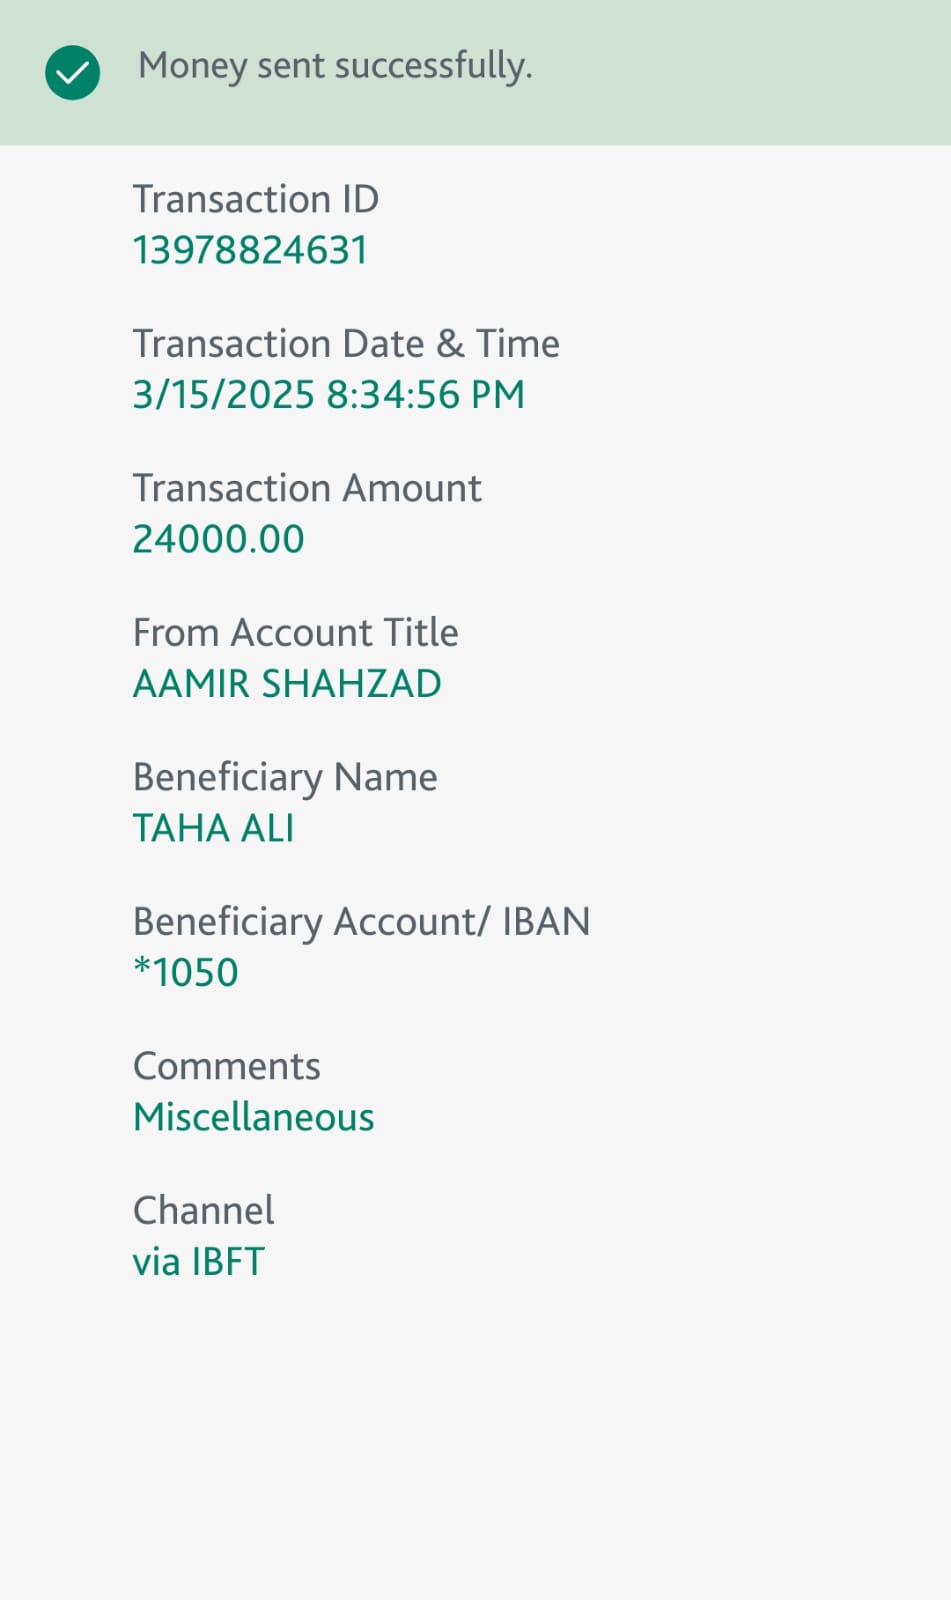 Money sent successfully.
Transaction ID
13978824631
Transaction Date & Time
3/15/2025 8:34:56 PM
Transaction Amount
24000.00
From Account Title
AAMIR SHAHZAD
Beneficiary Name
TAHA ALI
Beneficiary Account/ IBAN
*1050
Comments
Miscellaneous
Channel
via IBFT